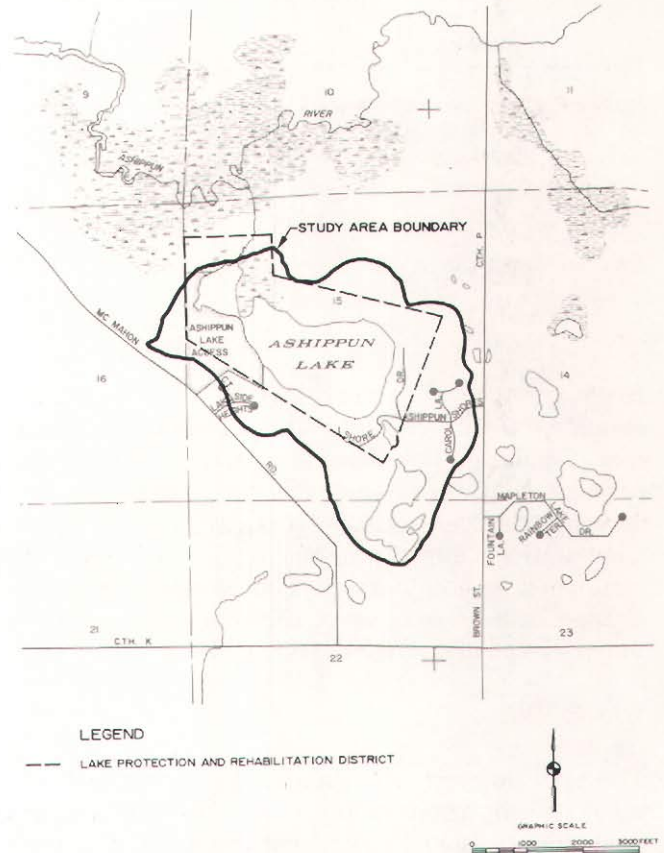 9
10
11
RIVER
ASHIPPUN
STUDY AREA BOUNDARY
CTH. P
15
MC MAHON
ASHIPPUN
LAKE
ACCESS
ASHIPPUN
LAKE
16
14
DR.
CT.
LAKESIDE
HEIGHTS
LA.
ASHIPPUN
SHORES
SHORE
CAROL
RD.
MAPLETON
FOUNTAIN
LA.
RAINBOW
TER.
DR.
BROWN ST.
21
CTH. K
22
23
LEGEND
LAKE PROTECTION AND REHABILITATION DISTRICT
GRAPHIC SCALE
0 1000 2000 3000 FEET